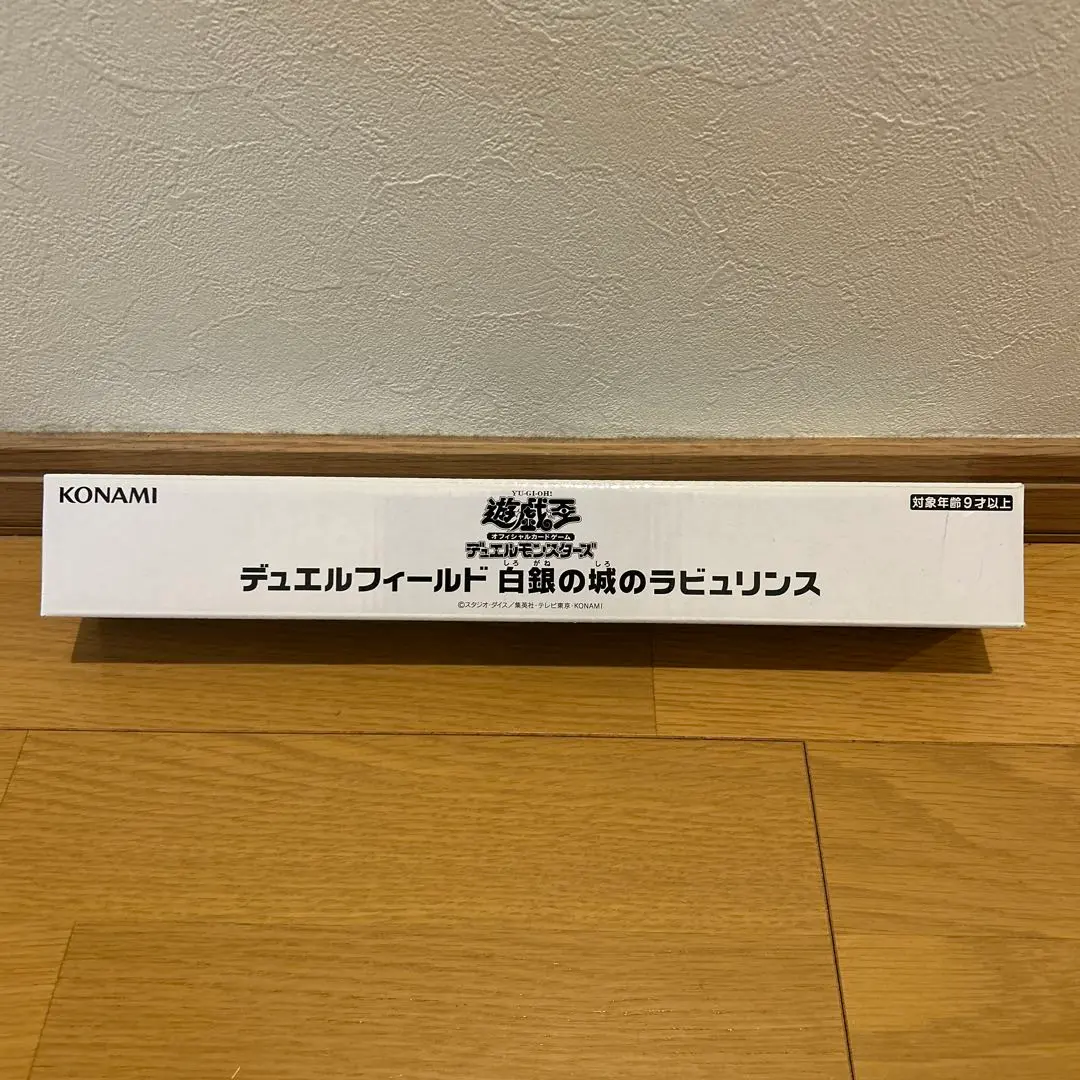 KONAMI
YU-GI-OH!
遊戯王
オフィシャルカードゲーム
デュエルモンスターズ
対象年齢9才以上
しろがね しろ
デュエルフィールド 白銀の城のラビュリンス
©スタジオ・ダイス／集英社・テレビ東京・KONAMI